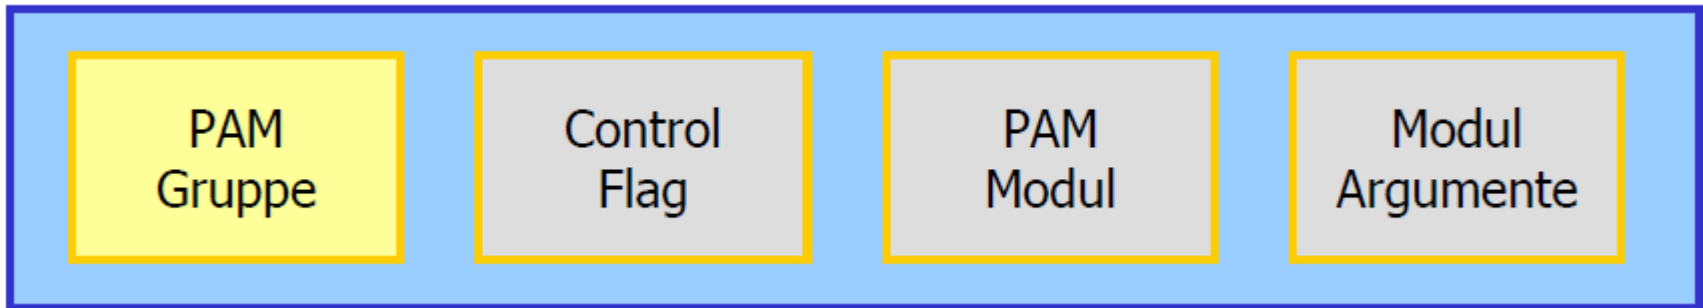 PAM
Gruppe
Control
Flag
PAM
Modul
Modul
Argumente